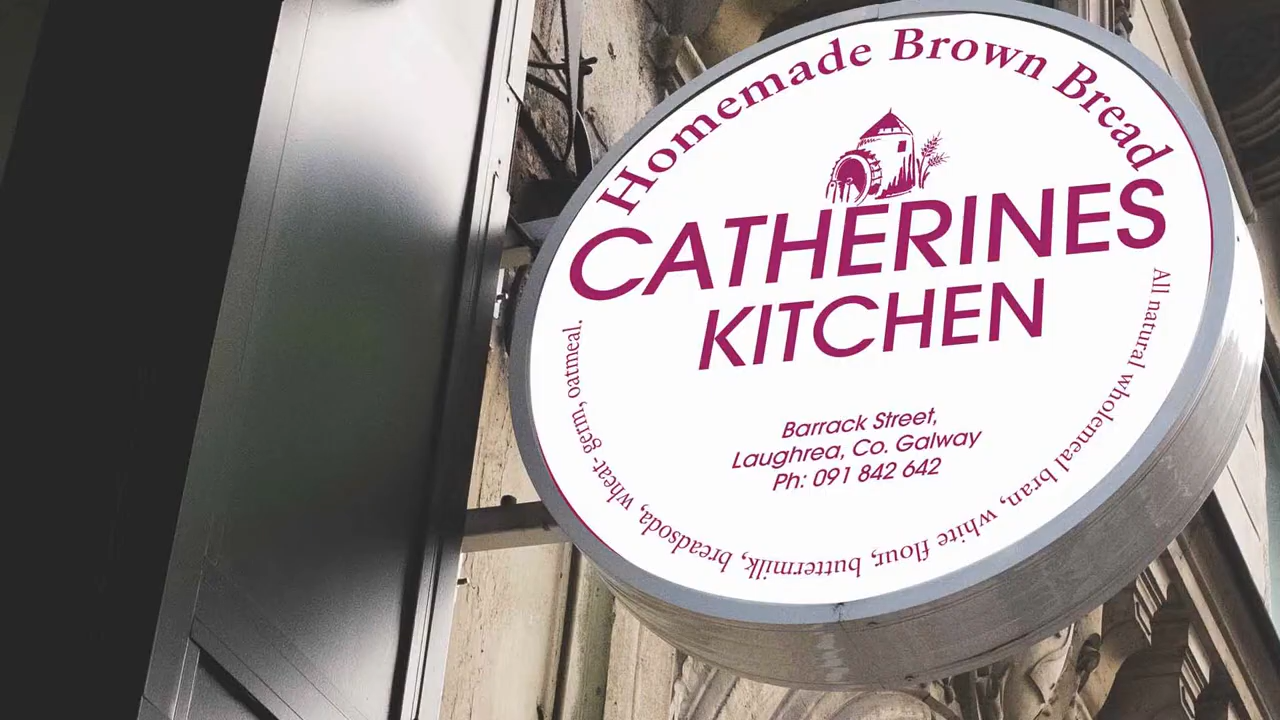 Homemade Brown Bread
CATHERINES
KITCHEN
Barrack Street,
Laughrea, Co. Galway
Ph: 091 842 642
All natural wholemeal bran, white flour, buttermilk, breadsoda, wheat-germ, oatmeal.